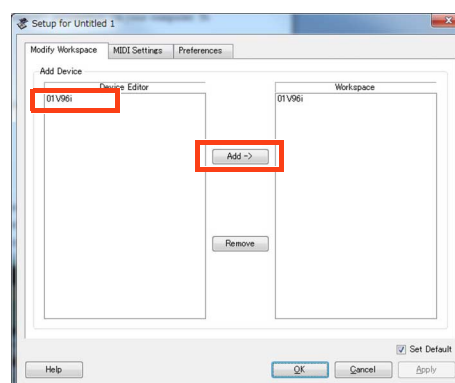 Setup for Untitled 1
Modify Workspace MIDI Settings Preferences
Add Device
Device Editor Workspace
01V96i 01V96i
Add ->
Remove
Set Default
Help OK Cancel Apply